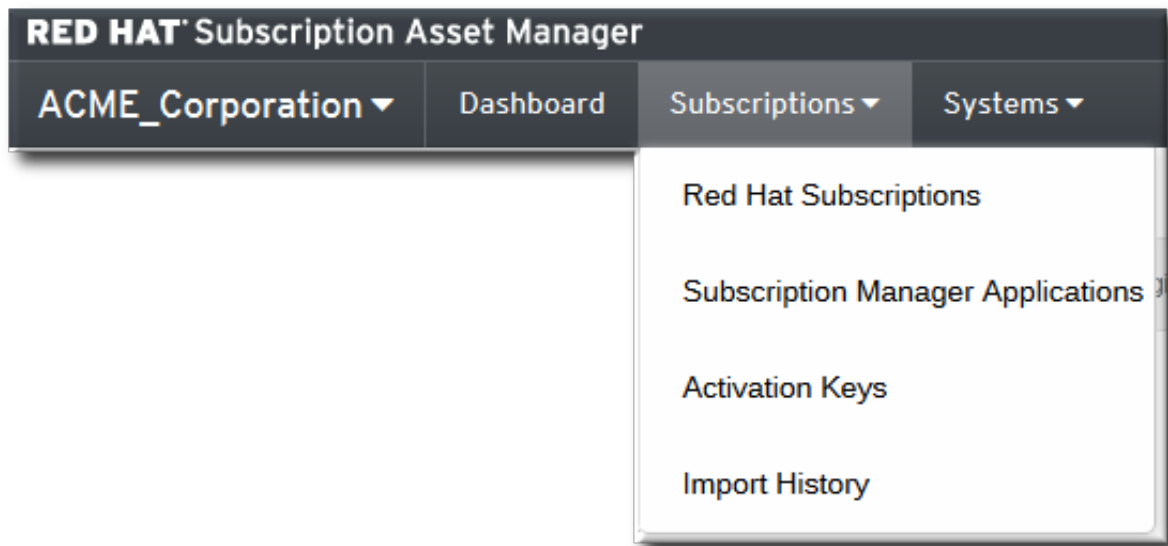 RED HAT Subscription Asset Manager
ACME_Corporation Dashboard Subscriptions Systems
Red Hat Subscriptions
Subscription Manager Applications
Activation Keys
Import History